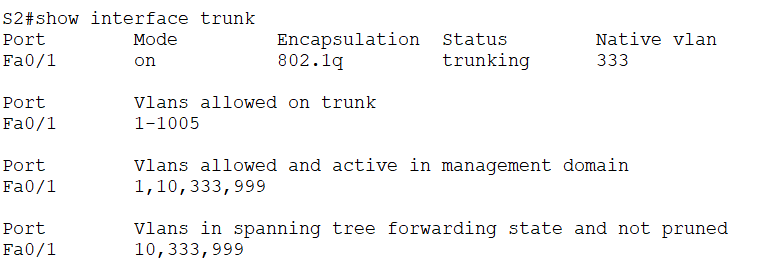 S2#show interface trunk
Port Mode Encapsulation Status Native vlan
Fa0/1 on 802.1q trunking 333
Port Vlans allowed on trunk
Fa0/1 1-1005
Port Vlans allowed and active in management domain
Fa0/1 1,10,333,999
Port Vlans in spanning tree forwarding state and not pruned
Fa0/1 10,333,999